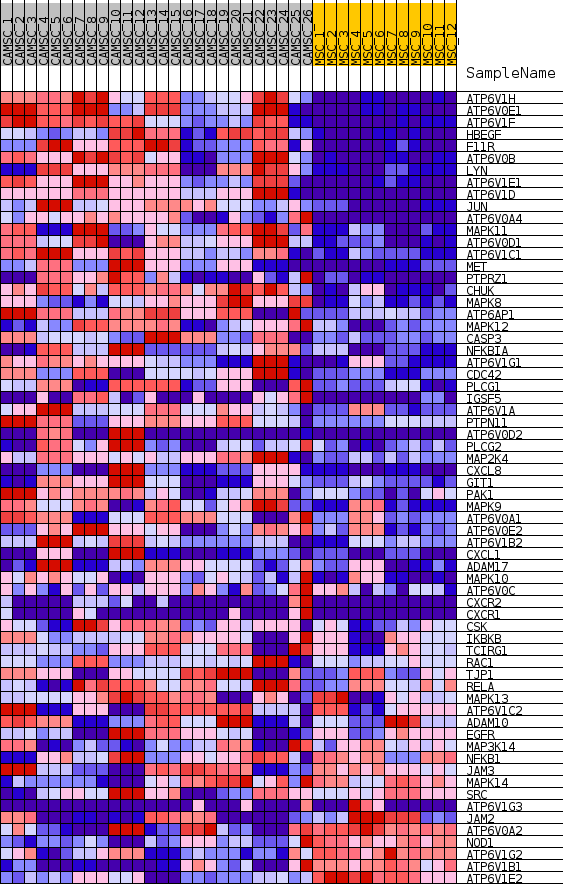 CAMSC_1
CAMSC_2
CAMSC_3
CAMSC_4
CAMSC_5
CAMSC_6
CAMSC_7
CAMSC_8
CAMSC_9
CAMSC_10
CAMSC_11
CAMSC_12
CAMSC_13
CAMSC_14
CAMSC_15
CAMSC_16
CAMSC_17
CAMSC_18
CAMSC_19
CAMSC_20
CAMSC_21
CAMSC_22
CAMSC_23
CAMSC_24
CAMSC_25
CAMSC_26
MSC_1
MSC_2
MSC_3
MSC_4
MSC_5
MSC_6
MSC_7
MSC_8
MSC_9
MSC_10
MSC_11
MSC_12
SampleName
ATP6V1H
ATP6V0E1
ATP6V1F
HBEGF
F11R
ATP6V0B
LYN
ATP6V1E1
ATP6V1D
JUN
ATP6V0A4
MAPK11
ATP6V0D1
ATP6V1C1
MET
PTPRZ1
CHUK
MAPK8
ATP6AP1
MAPK12
CASP3
NFKBIA
ATP6V1G1
CDC42
PLCG1
IGSF5
ATP6V1A
PTPN11
ATP6V0D2
PLCG2
MAP2K4
CXCL8
GIT1
PAK1
MAPK9
ATP6V0A1
ATP6V0E2
ATP6V1B2
CXCL1
ADAM17
MAPK10
ATP6V0C
CXCR2
CXCR1
CSK
IKBKB
TCIRG1
RAC1
TJP1
RELA
MAPK13
ATP6V1C2
ADAM10
EGFR
MAP3K14
NFKB1
JAM3
MAPK14
SRC
ATP6V1G3
JAM2
ATP6V0A2
NOD1
ATP6V1G2
ATP6V1B1
ATP6V1E2